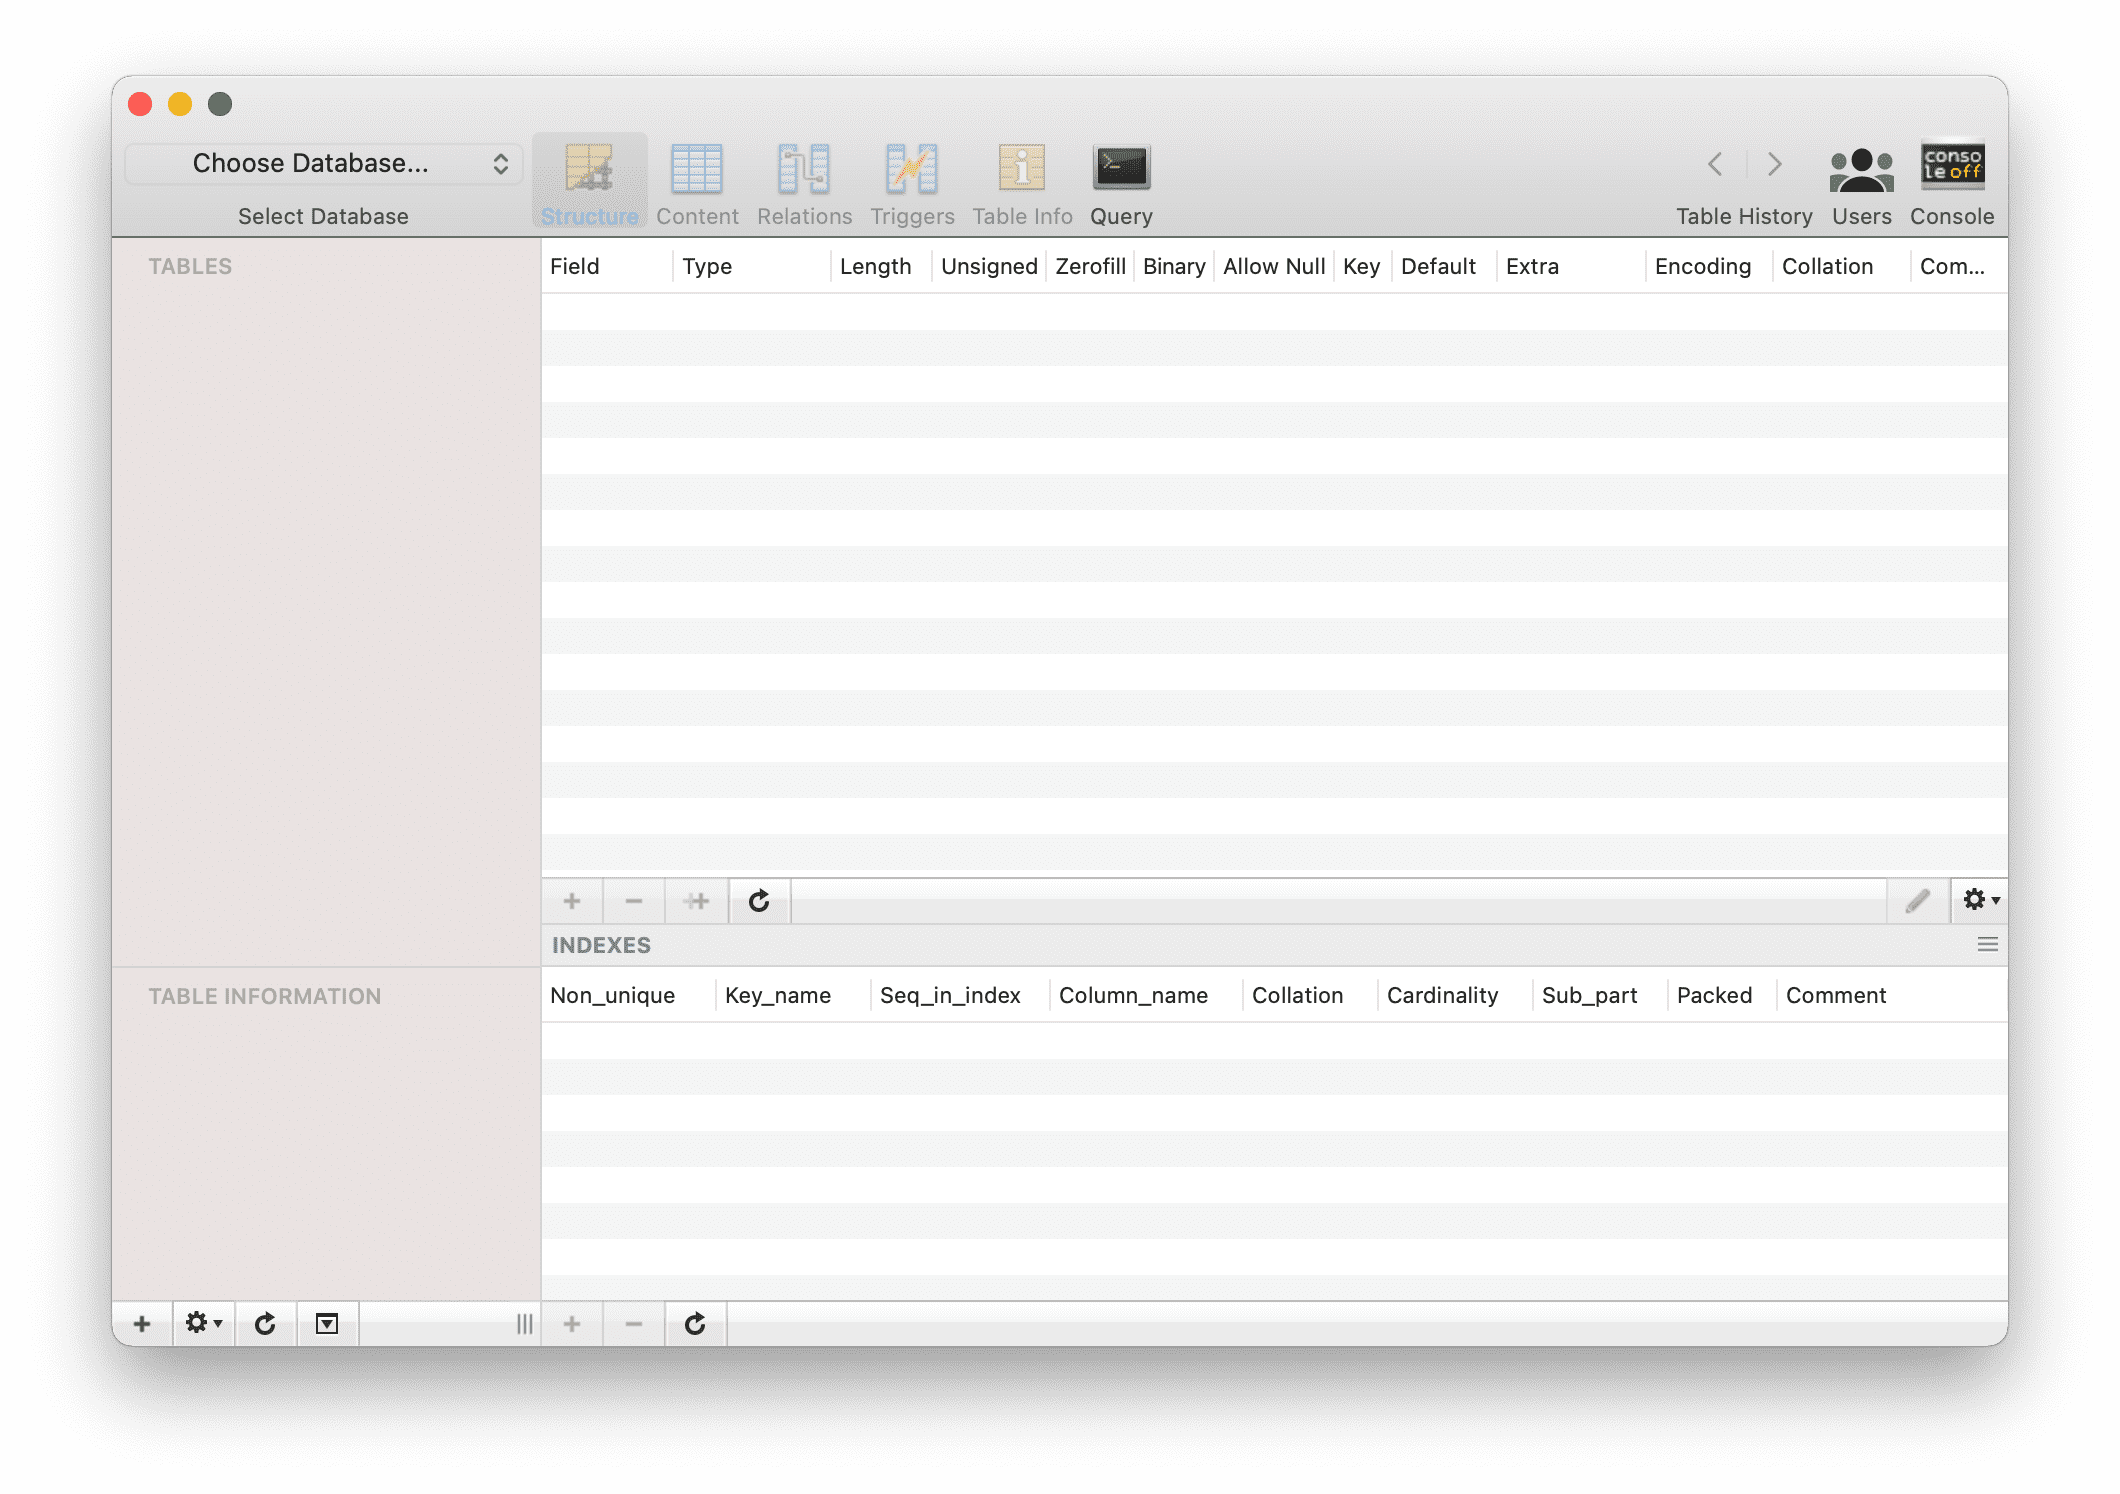 Choose Database...
Select Database
Structure
Content
Relations
Triggers
Table Info
Query
Table History
Users
conso
le off
Console
TABLES
Field Type Length Unsigned Zerofill Binary Allow Null Key Default Extra Encoding Collation Com...
INDEXES
TABLE INFORMATION
Non_unique Key_name Seq_in_index Column_name Collation Cardinality Sub_part Packed Comment